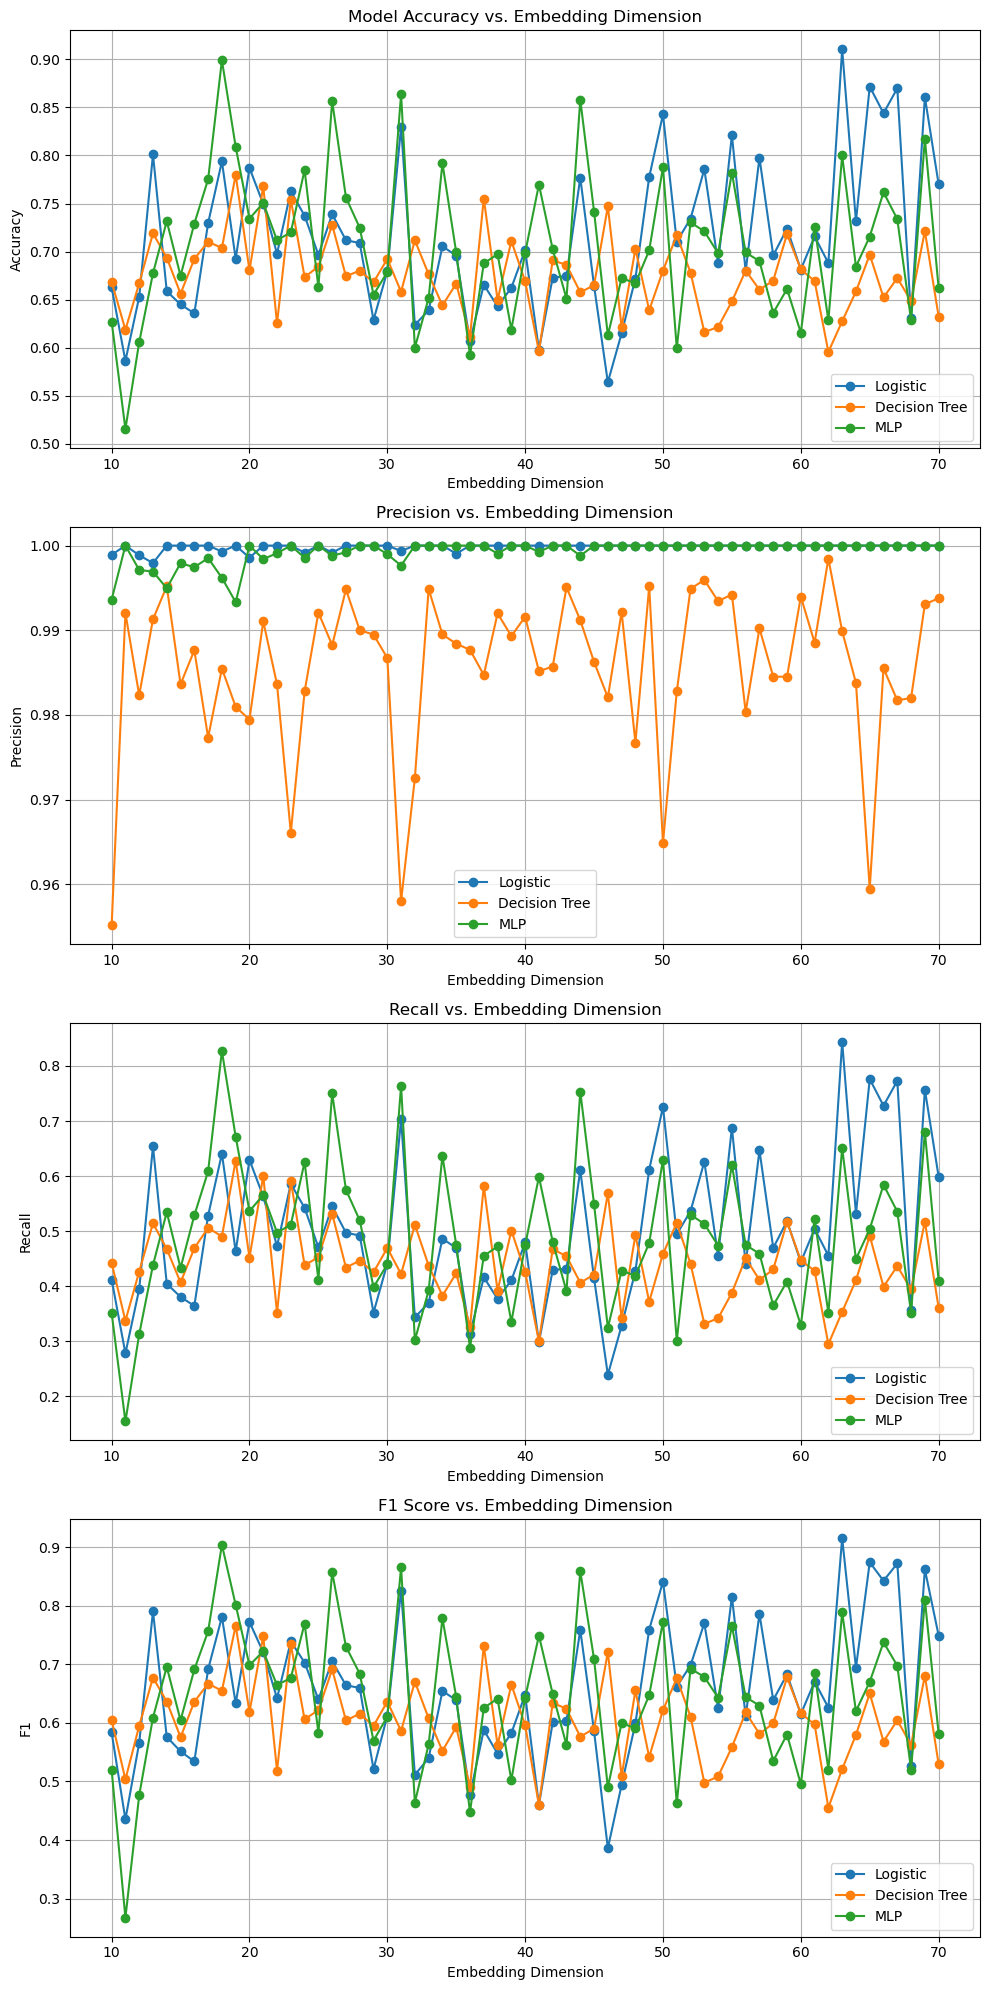 Model Accuracy vs. Embedding Dimension
Accuracy
0.90
0.85
0.80
0.75
0.70
0.65
0.60
0.55
0.50
Logistic
Decision Tree
MLP
10 20 30 40 50 60 70
Embedding Dimension
Precision vs. Embedding Dimension
Precision
1.00
0.99
0.98
0.97
0.96
Logistic
Decision Tree
MLP
10 20 30 40 50 60 70
Embedding Dimension
Recall vs. Embedding Dimension
Recall
0.8
0.7
0.6
0.5
0.4
0.3
0.2
Logistic
Decision Tree
MLP
10 20 30 40 50 60 70
Embedding Dimension
F1 Score vs. Embedding Dimension
F1
0.9
0.8
0.7
0.6
0.5
0.4
0.3
Logistic
Decision Tree
MLP
10 20 30 40 50 60 70
Embedding Dimension